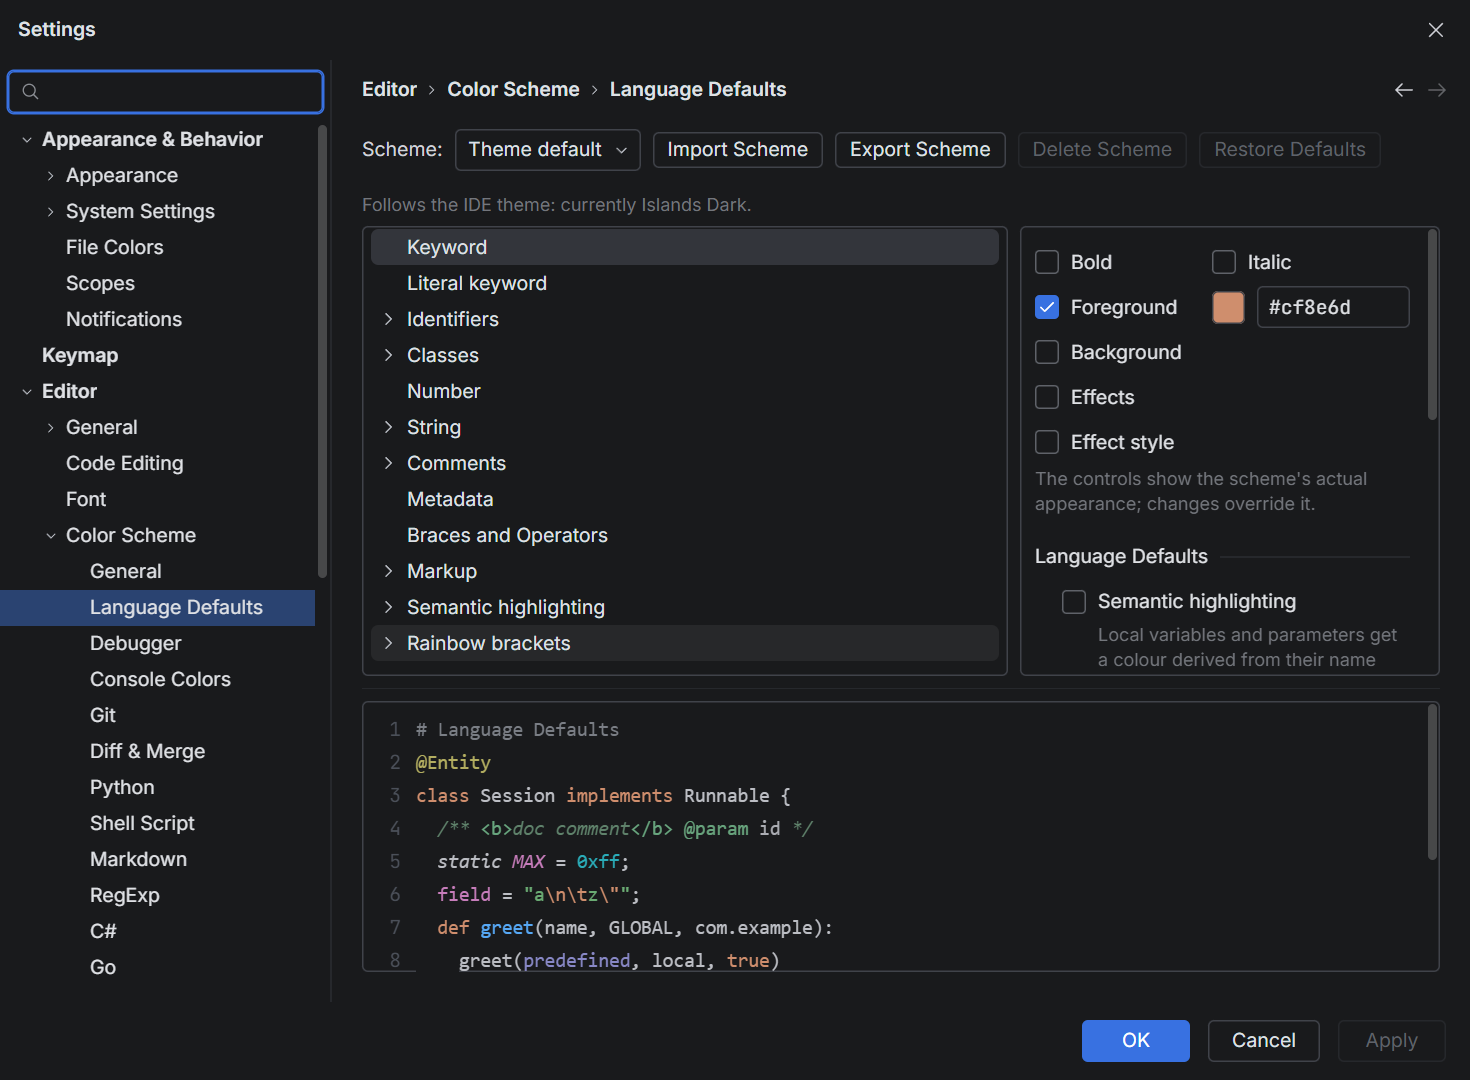 Settings
Appearance & Behavior
Appearance
System Settings
File Colors
Scopes
Notifications
Keymap
Editor
General
Code Editing
Font
Color Scheme
General
Language Defaults
Debugger
Console Colors
Git
Diff & Merge
Python
Shell Script
Markdown
RegExp
C#
Go
Editor › Color Scheme › Language Defaults
Scheme: Theme default Import Scheme Export Scheme Delete Scheme Restore Defaults
Follows the IDE theme: currently Islands Dark.
Keyword
Literal keyword
Identifiers
Classes
Number
String
Comments
Metadata
Braces and Operators
Markup
Semantic highlighting
Rainbow brackets
Bold Italic
Foreground #cf8e6d
Background
Effects
Effect style
The controls show the scheme's actual
appearance; changes override it.
Language Defaults
Semantic highlighting
Local variables and parameters get
a colour derived from their name
1 # Language Defaults
2 @Entity
3 class Session implements Runnable {
4 /** <b>doc comment</b> @param id */
5 static MAX = 0xff;
6 field = "a\n\tz\"";
7 def greet(name, GLOBAL, com.example):
8 greet(predefined, local, true)
OK Cancel Apply